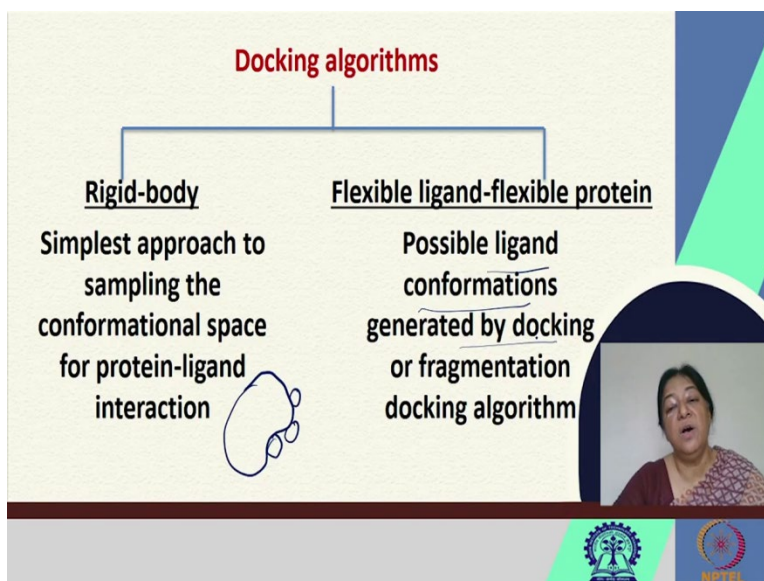 Docking algorithms
Rigid-body
Simplest approach to
sampling the
conformational space
for protein-ligand
interaction
Flexible ligand-flexible protein
Possible ligand
conformations
generated by docking
or fragmentation
docking algorithm
NPTEL